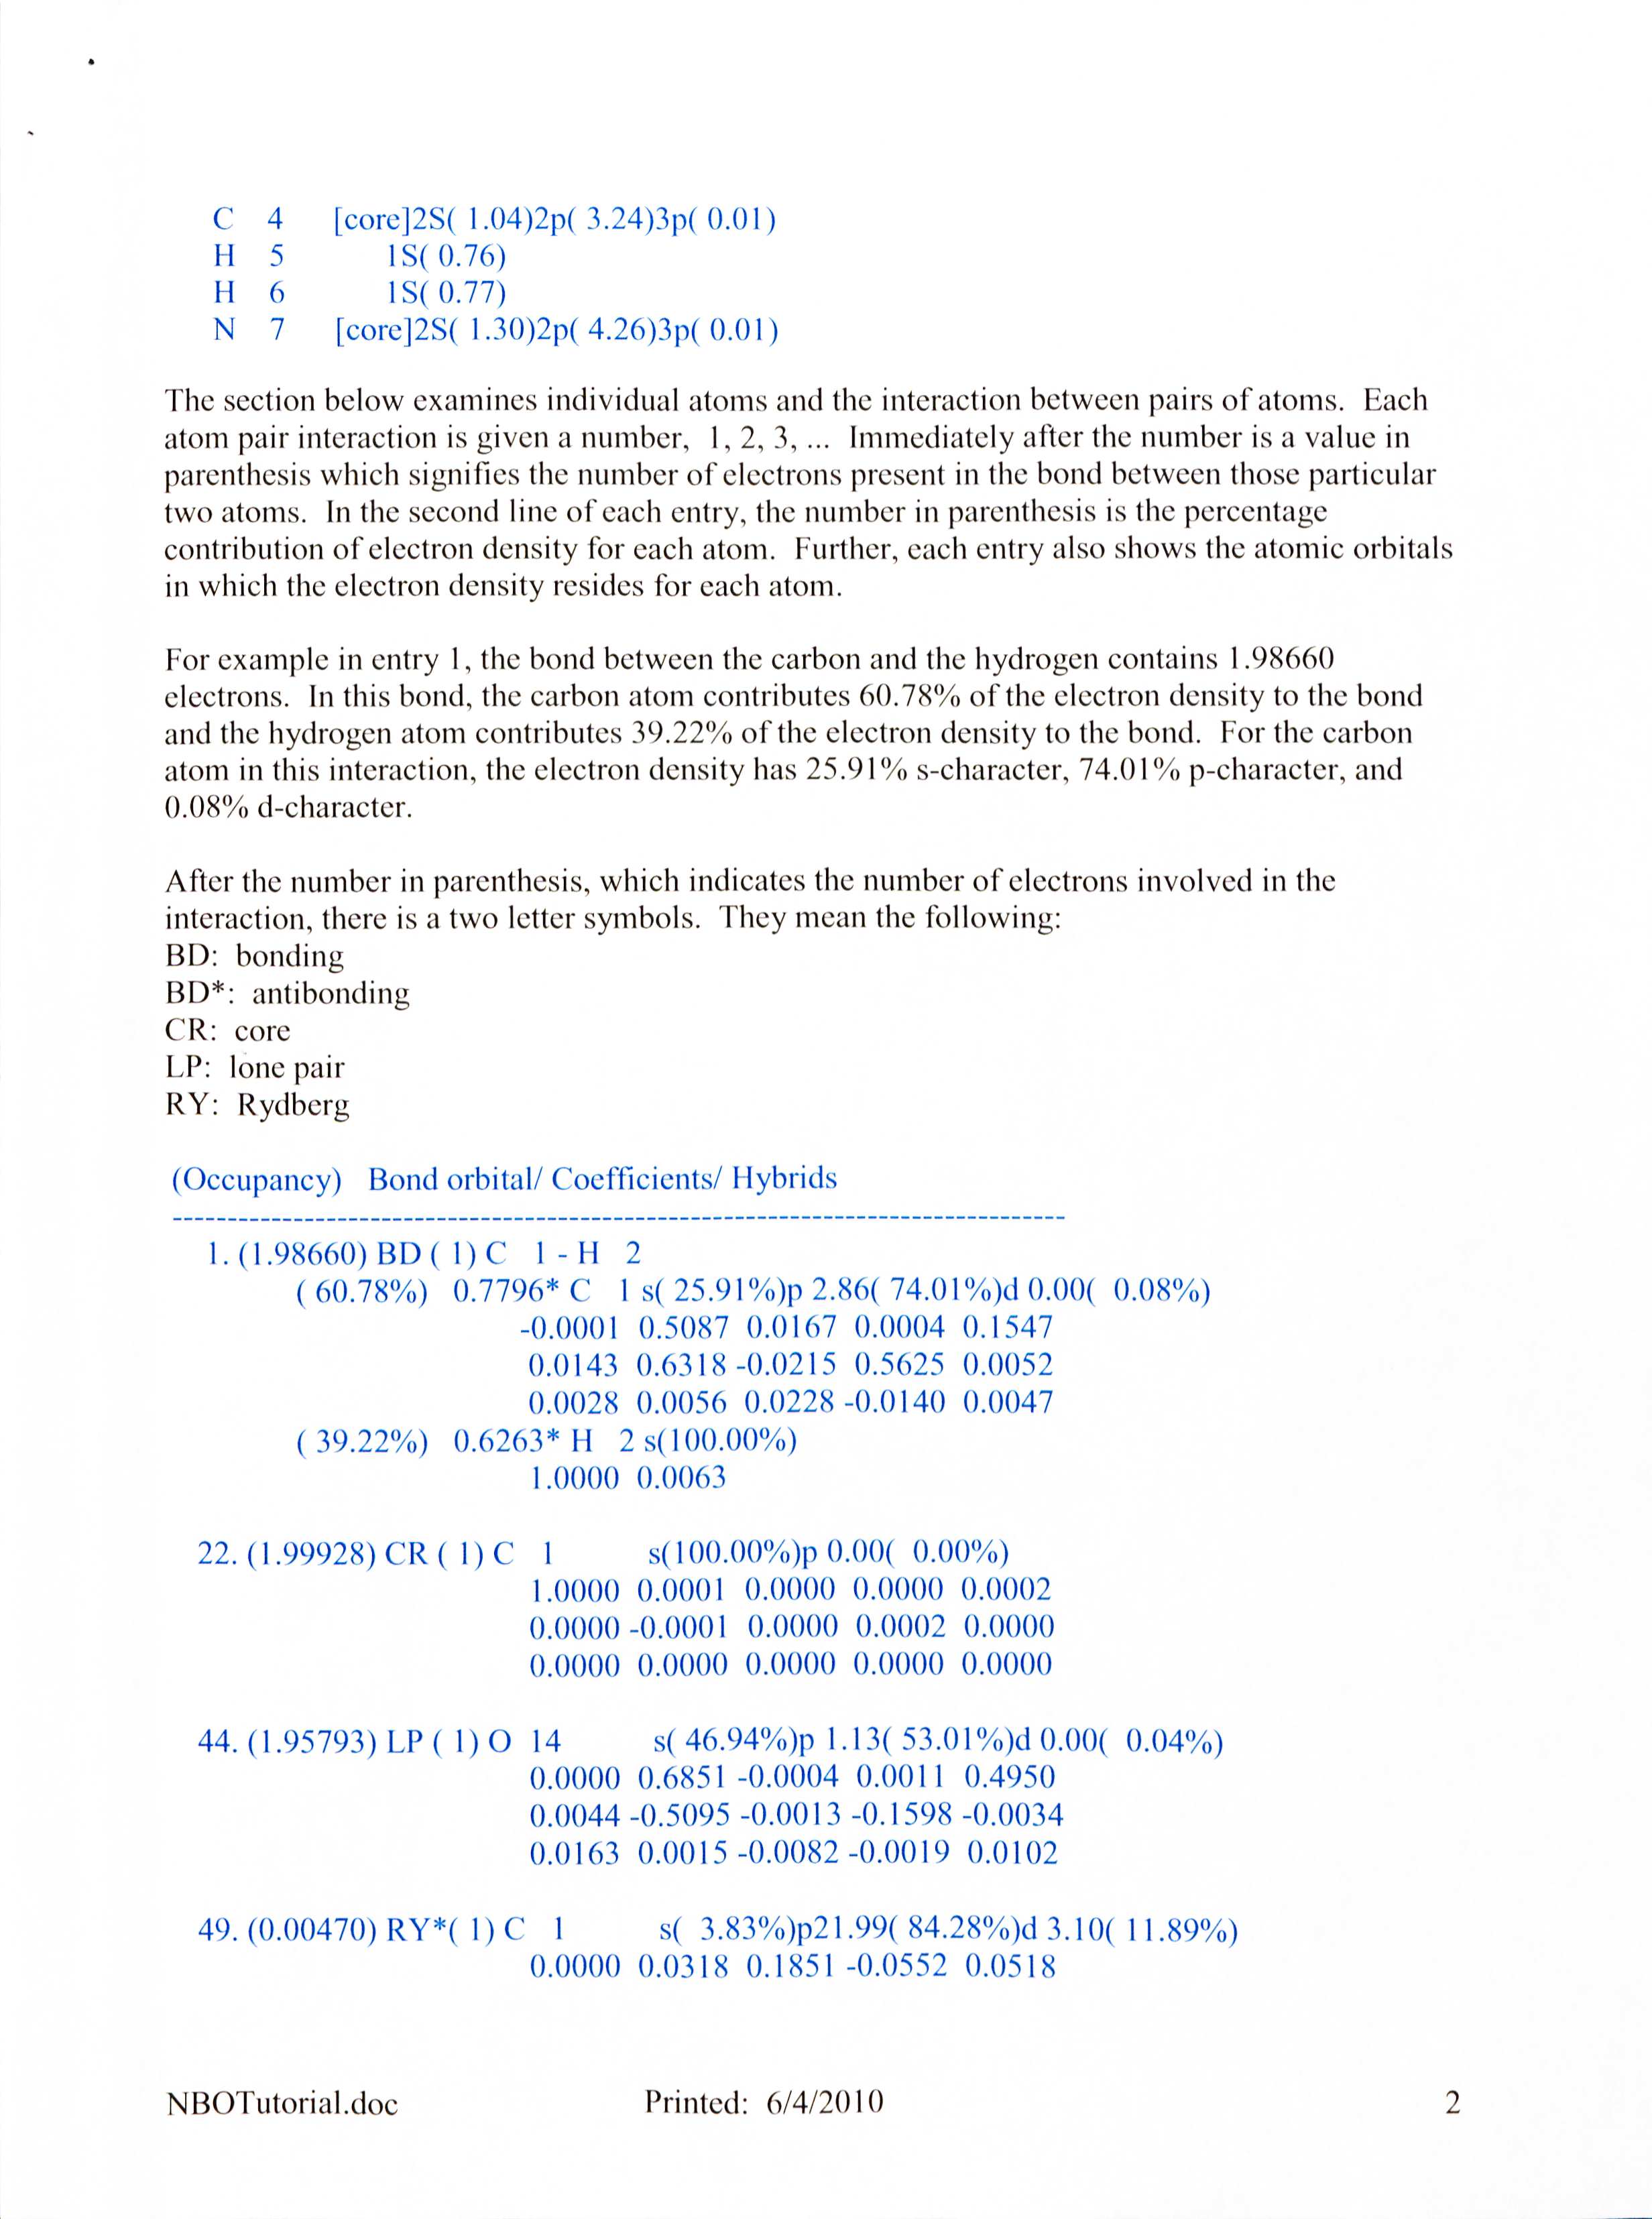 C 4 [core]2S( 1.04)2p( 3.24)3p( 0.01)
H 5 1S( 0.76)
H 6 1S( 0.77)
N 7 [core]2S( 1.30)2p( 4.26)3p( 0.01)
The section below examines individual atoms and the interaction between pairs of atoms. Each
atom pair interaction is given a number, 1, 2, 3, ... Immediately after the number is a value in
parenthesis which signifies the number of electrons present in the bond between those particular
two atoms. In the second line of each entry, the number in parenthesis is the percentage
contribution of electron density for each atom. Further, each entry also shows the atomic orbitals
in which the electron density resides for each atom.
For example in entry 1, the bond between the carbon and the hydrogen contains 1.98660
electrons. In this bond, the carbon atom contributes 60.78% of the electron density to the bond
and the hydrogen atom contributes 39.22% of the electron density to the bond. For the carbon
atom in this interaction, the electron density has 25.91% s-character, 74.01% p-character, and
0.08% d-character.
After the number in parenthesis, which indicates the number of electrons involved in the
interaction, there is a two letter symbols. They mean the following:
BD: bonding
BD*: antibonding
CR: core
LP: lone pair
RY: Rydberg
(Occupancy) Bond orbital/ Coefficients/ Hybrids
---------------------------------------------------------------------------------
1. (1.98660) BD ( 1) C 1 - H 2
( 60.78%) 0.7796* C 1 s( 25.91%)p 2.86( 74.01%)d 0.00( 0.08%)
-0.0001 0.5087 0.0167 0.0004 0.1547
0.0143 0.6318 -0.0215 0.5625 0.0052
0.0028 0.0056 0.0228 -0.0140 0.0047
( 39.22%) 0.6263* H 2 s(100.00%)
1.0000 0.0063
22. (1.99928) CR ( 1) C 1 s(100.00%)p 0.00( 0.00%)
1.0000 0.0001 0.0000 0.0000 0.0002
0.0000 -0.0001 0.0000 0.0002 0.0000
0.0000 0.0000 0.0000 0.0000 0.0000
44. (1.95793) LP ( 1) O 14 s( 46.94%)p 1.13( 53.01%)d 0.00( 0.04%)
0.0000 0.6851 -0.0004 0.0011 0.4950
0.0044 -0.5095 -0.0013 -0.1598 -0.0034
0.0163 0.0015 -0.0082 -0.0019 0.0102
49. (0.00470) RY*( 1) C 1 s( 3.83%)p21.99( 84.28%)d 3.10( 11.89%)
0.0000 0.0318 0.1851 -0.0552 0.0518
NBOTutorial.doc Printed: 6/4/2010 2